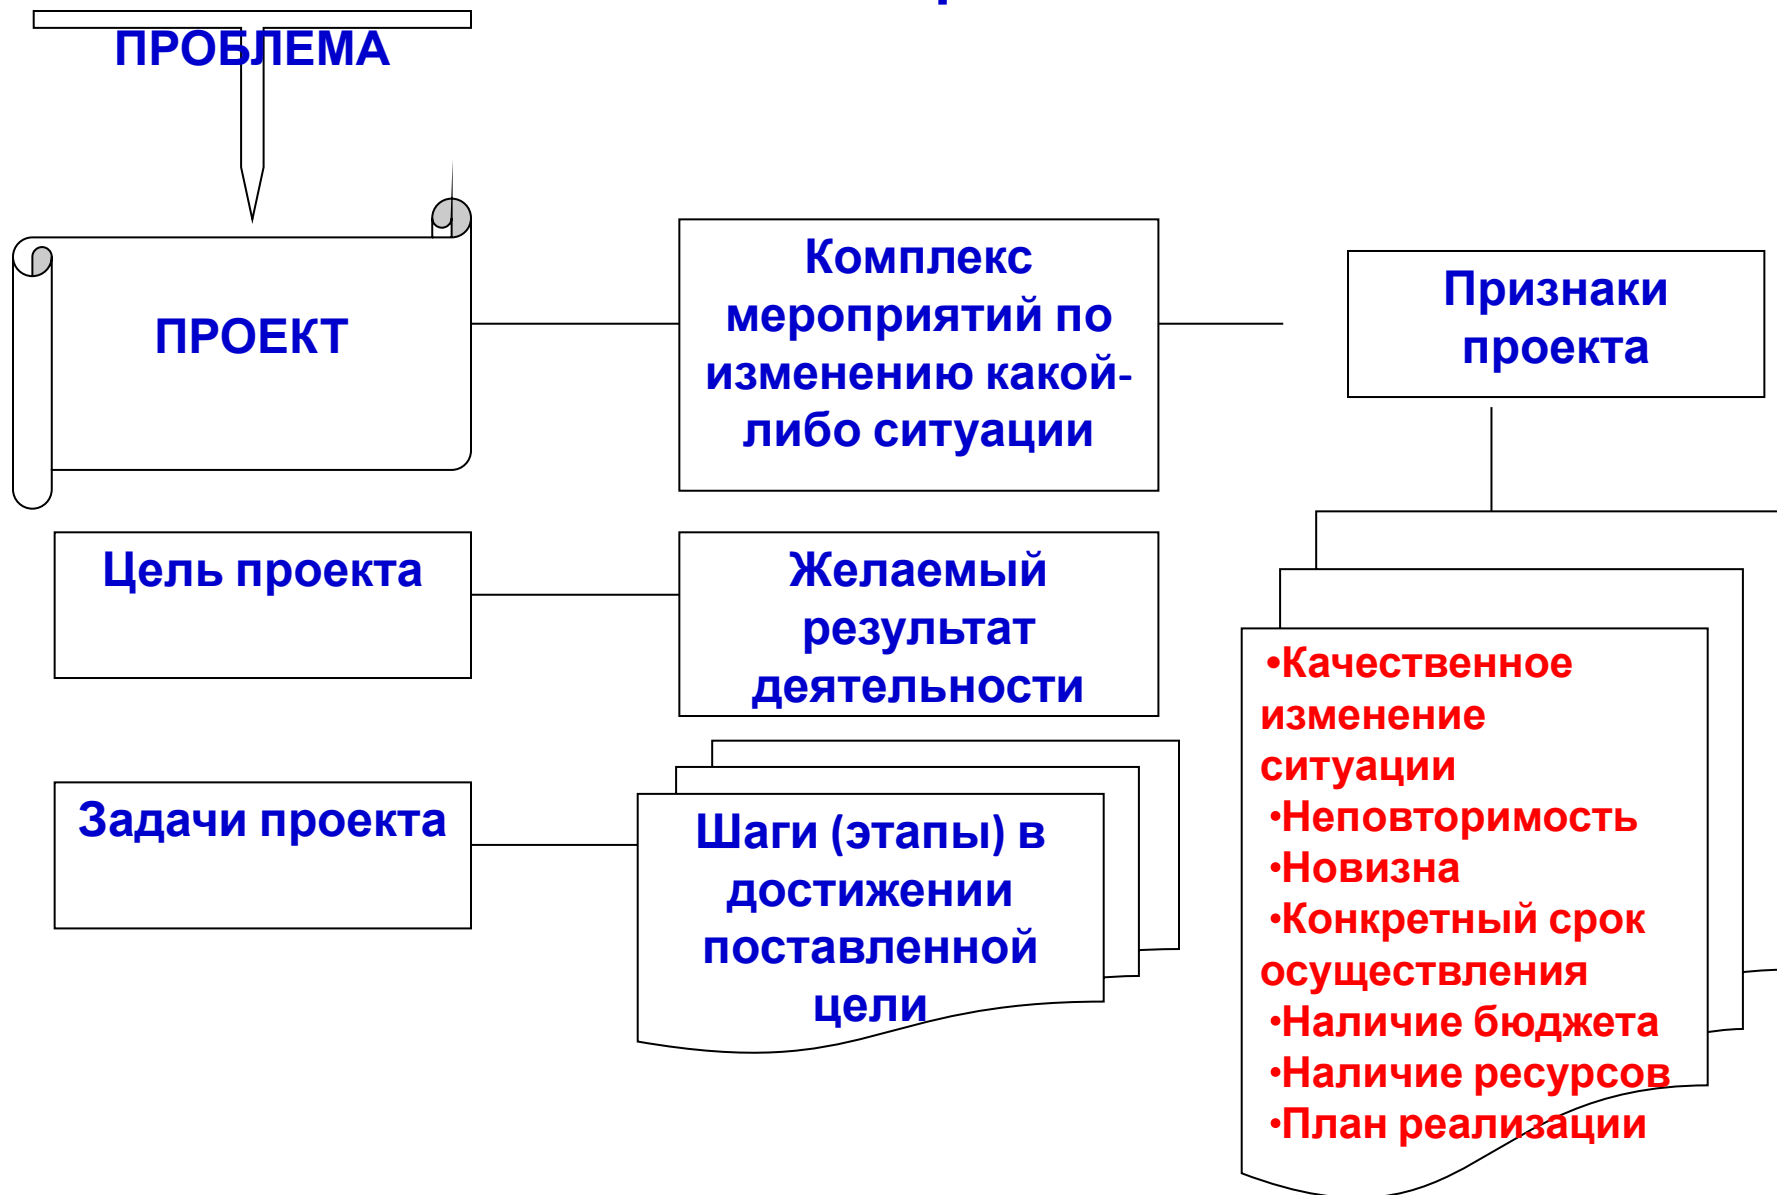 ПРОБЛЕМА
ПРОЕКТ
Комплекс
мероприятий по
изменению какой-
либо ситуации
Признаки
проекта
Цель проекта
Желаемый
результат
деятельности
Задачи проекта
Шаги (этапы) в
достижении
поставленной
цели
•Качественное
изменение
ситуации
•Неповторимость
•Новизна
•Конкретный срок
осуществления
•Наличие бюджета
•Наличие ресурсов
•План реализации